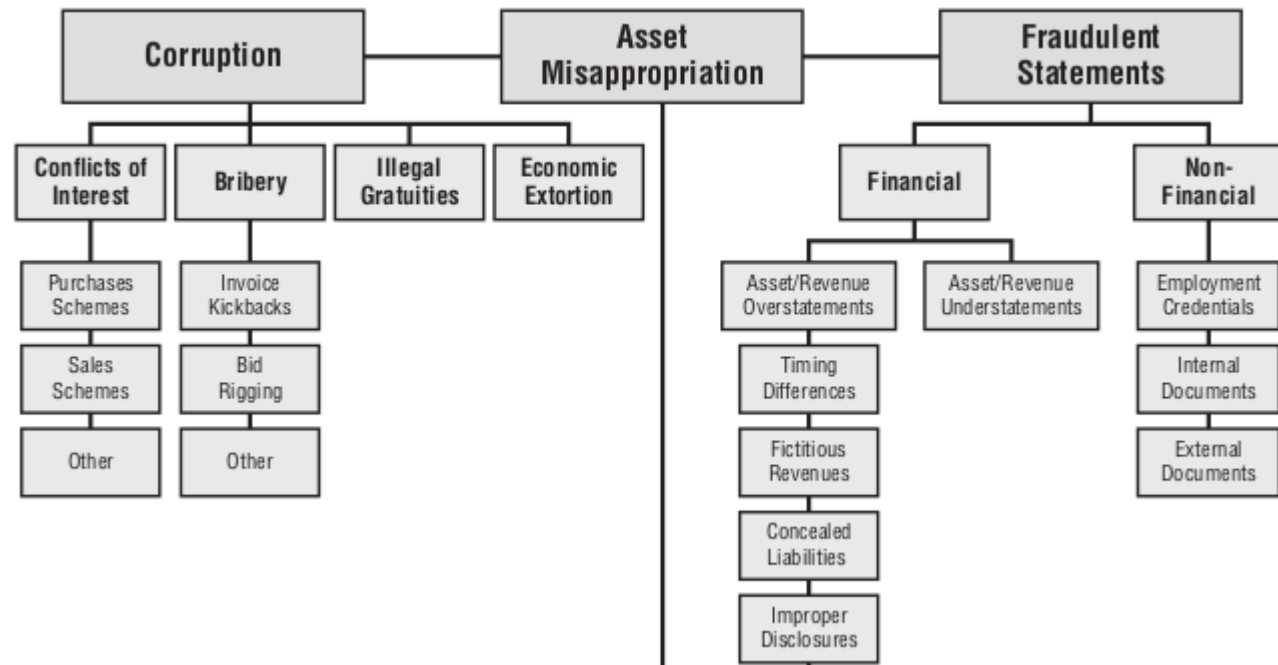 Corruption
Asset
Misappropriation
Fraudulent
Statements
Conflicts of
Interest
Bribery
Illegal
Gratuities
Economic
Extortion
Financial
Non-
Financial
Purchases
Schemes
Invoice
Kickbacks
Asset/Revenue
Overstatements
Asset/Revenue
Understatements
Employment
Credentials
Sales
Schemes
Bid
Rigging
Timing
Differences
Internal
Documents
Other
Other
Fictitious
Revenues
External
Documents
Concealed
Liabilities
Improper
Disclosures